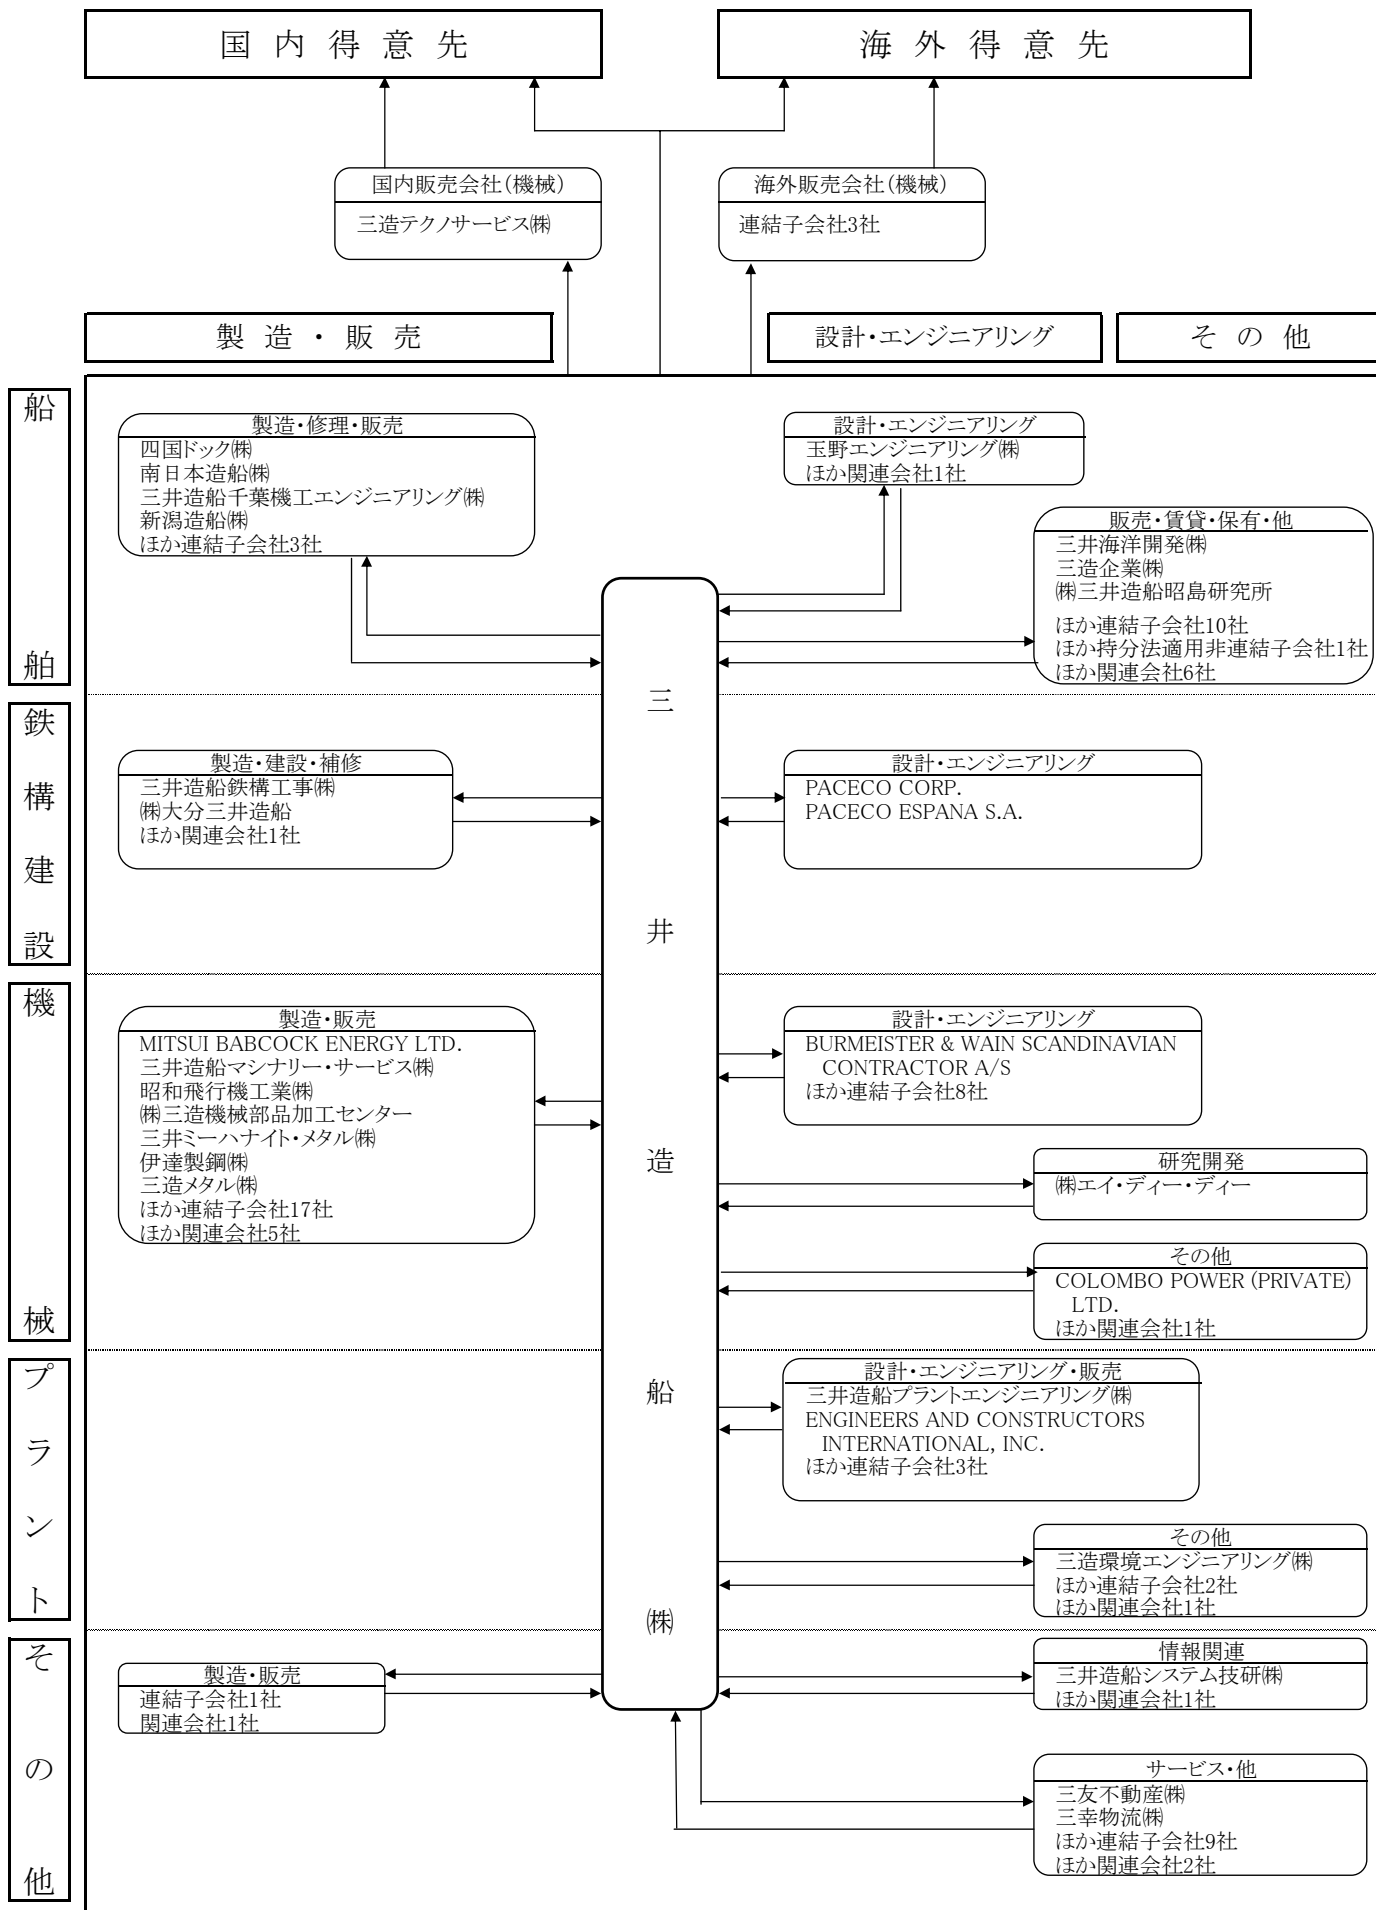 国内得意先
海外得意先
国内販売会社(機械)
三造テクノサービス㈱
海外販売会社(機械)
連結子会社3社
製造・販売
設計・エンジニアリング
その他
船舶
製造・修理・販売
四国ドック㈱
南日本造船㈱
三井造船千葉機工エンジニアリング㈱
新潟造船㈱
ほか連結子会社3社
設計・エンジニアリング
玉野エンジニアリング㈱
ほか関連会社1社
販売・賃貸・保有・他
三井海洋開発㈱
三造企業㈱
㈱三井造船昭島研究所
ほか連結子会社10社
ほか持分法適用非連結子会社1社
ほか関連会社6社
三井造船㈱
鉄構建設
製造・建設・補修
三井造船鉄構工事㈱
㈱大分三井造船
ほか関連会社1社
設計・エンジニアリング
PACECO CORP.
PACECO ESPANA S.A.
機械
製造・販売
MITSUI BABCOCK ENERGY LTD.
三井造船マシナリー・サービス㈱
昭和飛行機工業㈱
㈱三造機械部品加工センター
三井ミーハナイト・メタル㈱
伊達製鋼㈱
三造メタル㈱
ほか連結子会社17社
ほか関連会社5社
設計・エンジニアリング
BURMEISTER & WAIN SCANDINAVIAN
CONTRACTOR A/S
ほか連結子会社8社
研究開発
㈱エイ・ディー・ディー
その他
COLOMBO POWER (PRIVATE)
LTD.
ほか関連会社1社
プラント
設計・エンジニアリング・販売
三井造船プラントエンジニアリング㈱
ENGINEERS AND CONSTRUCTORS
INTERNATIONAL, INC.
ほか連結子会社3社
その他
三造環境エンジニアリング㈱
ほか連結子会社2社
ほか関連会社1社
その他
製造・販売
連結子会社1社
関連会社1社
情報関連
三井造船システム技研㈱
ほか関連会社1社
サービス・他
三友不動産㈱
三幸物流㈱
ほか連結子会社9社
ほか関連会社2社